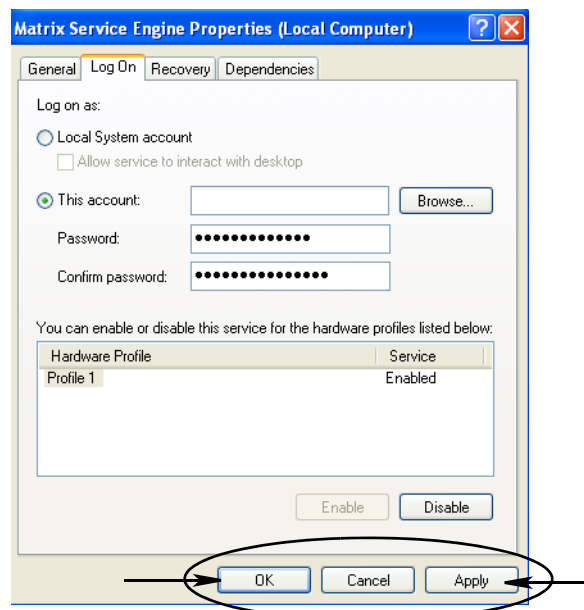 Matrix Service Engine Properties (Local Computer)
General Log On Recovery Dependencies
Log on as:
Local System account
Allow service to interact with desktop
This account: Browse...
Password: •••••••••••••
Confirm password: •••••••••••••••
You can enable or disable this service for the hardware profiles listed below:
Hardware Profile Service
Profile 1 Enabled
Enable Disable
OK Cancel Apply